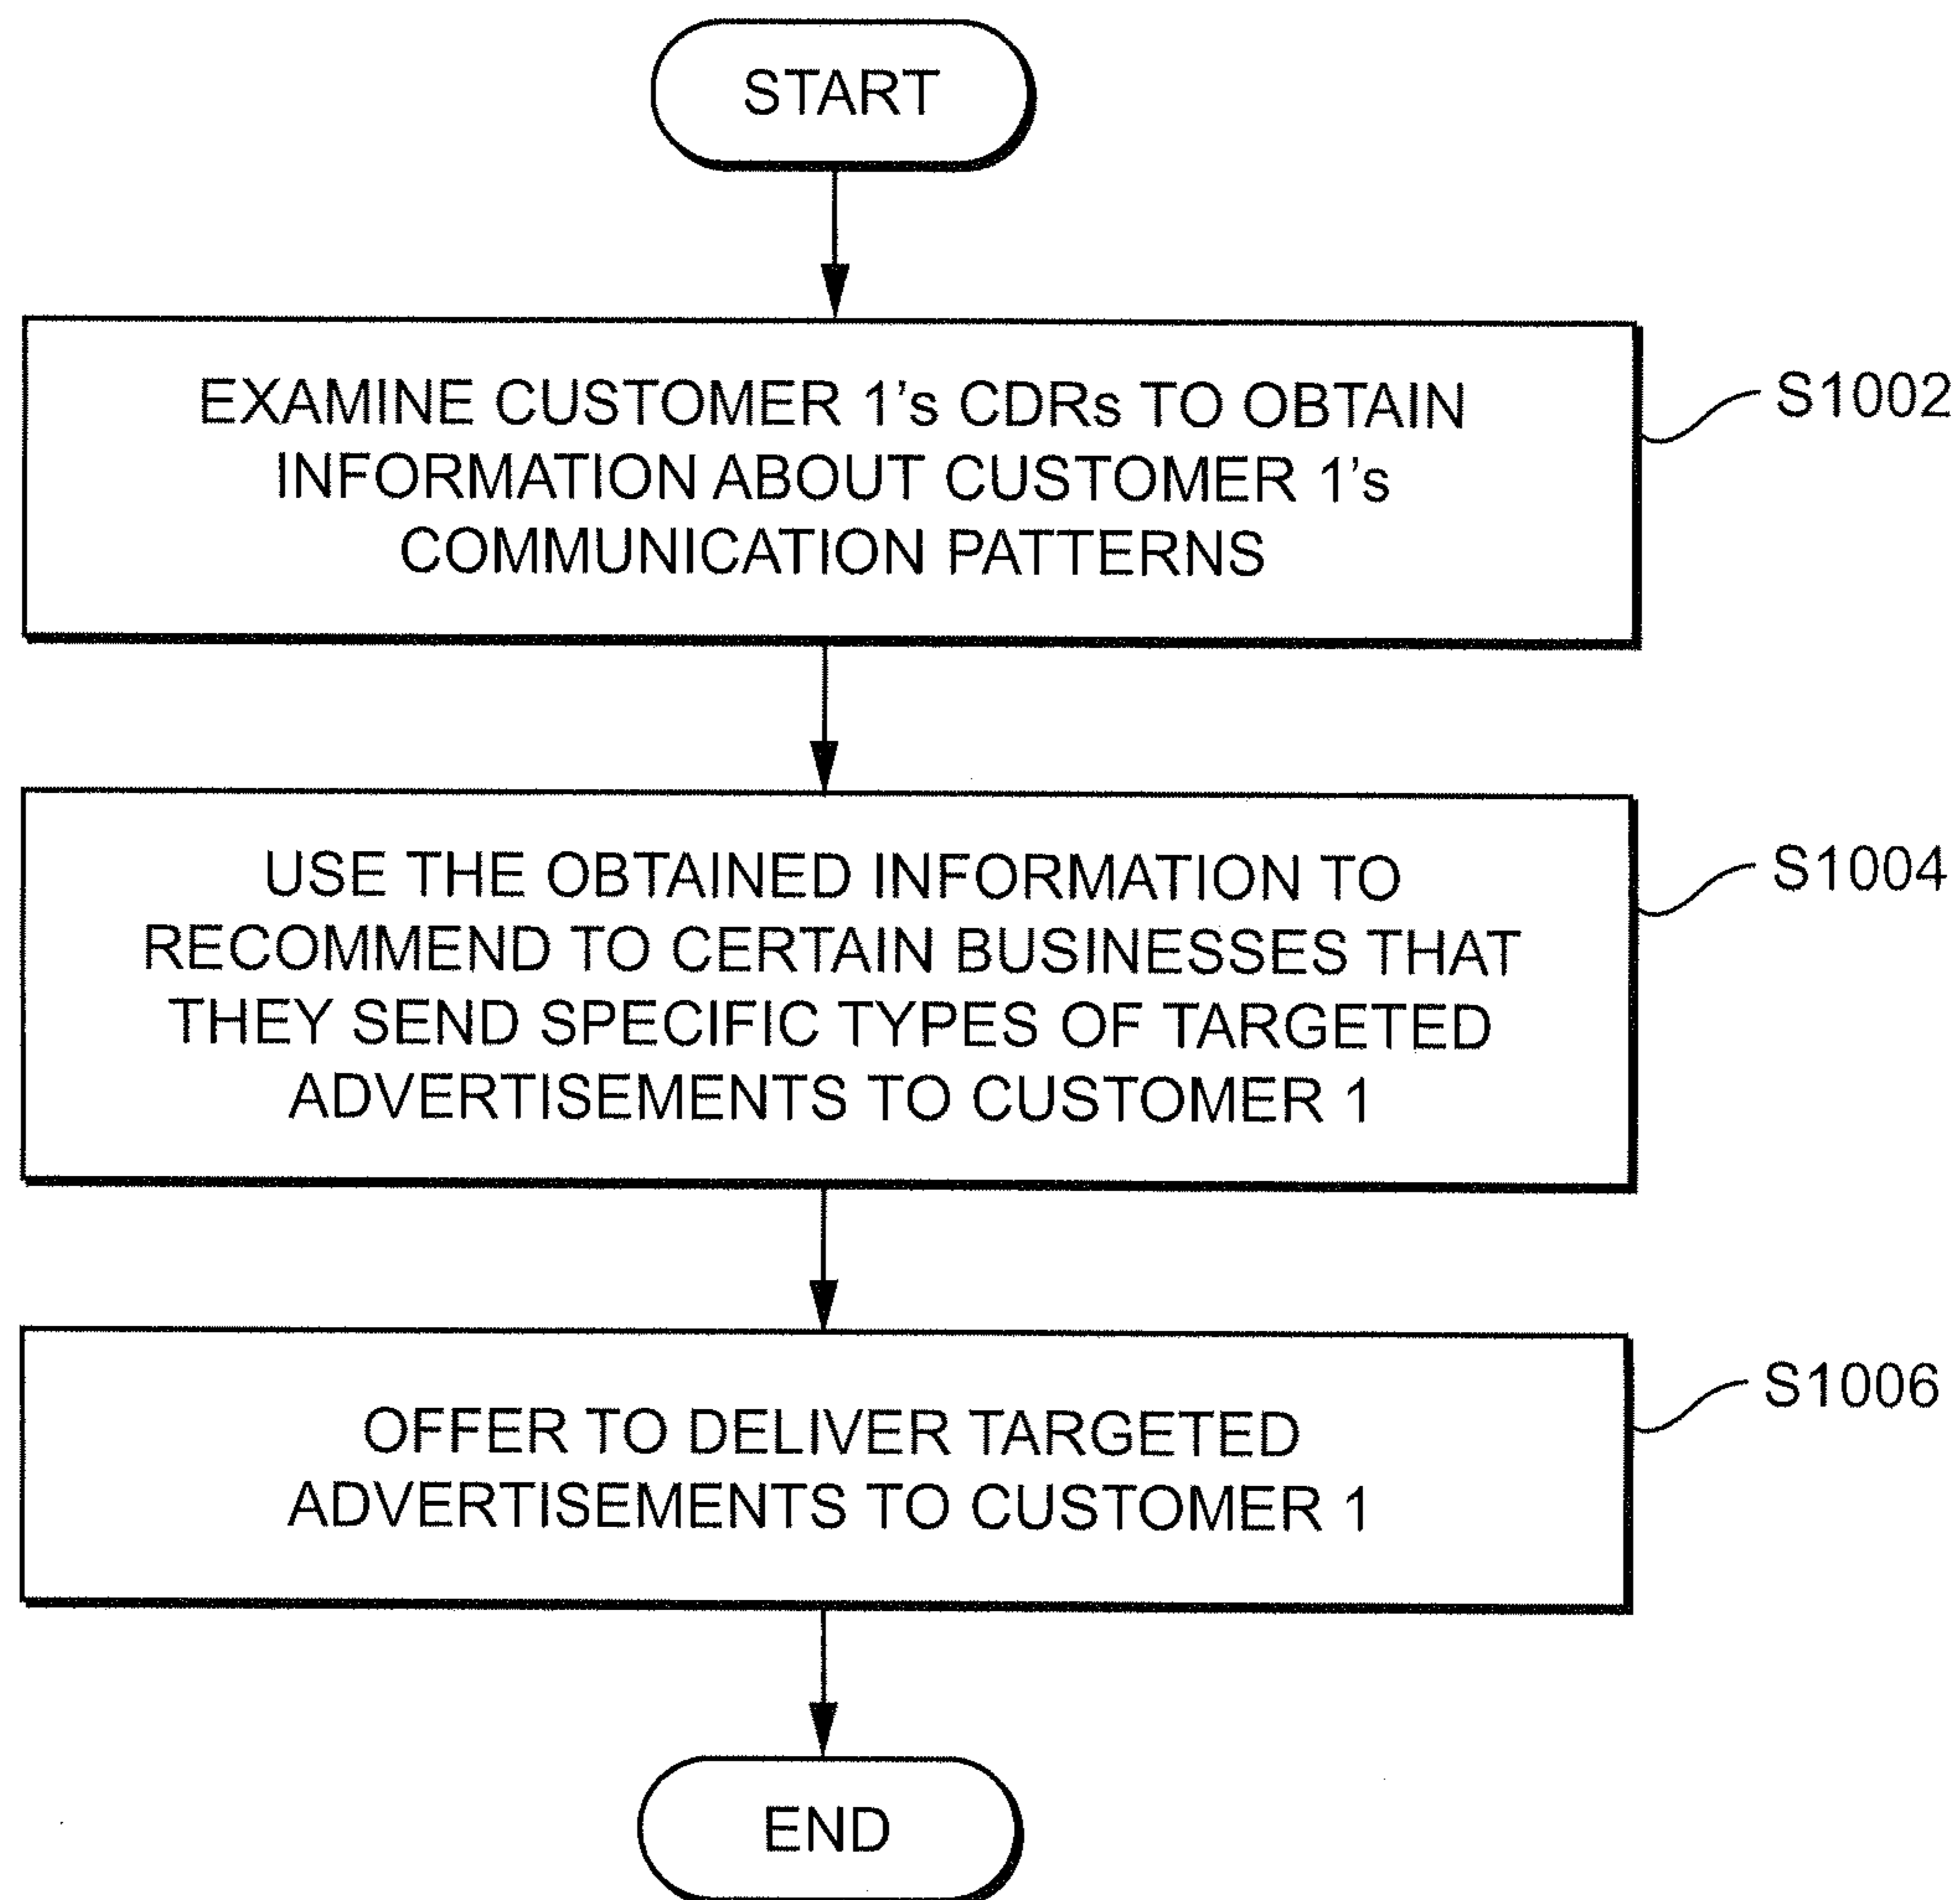 START
EXAMINE CUSTOMER 1's CDRs TO OBTAIN
INFORMATION ABOUT CUSTOMER 1's
COMMUNICATION PATTERNS
S1002
USE THE OBTAINED INFORMATION TO
RECOMMEND TO CERTAIN BUSINESSES THAT
THEY SEND SPECIFIC TYPES OF TARGETED
ADVERTISEMENTS TO CUSTOMER 1
S1004
OFFER TO DELIVER TARGETED
ADVERTISEMENTS TO CUSTOMER 1
S1006
END